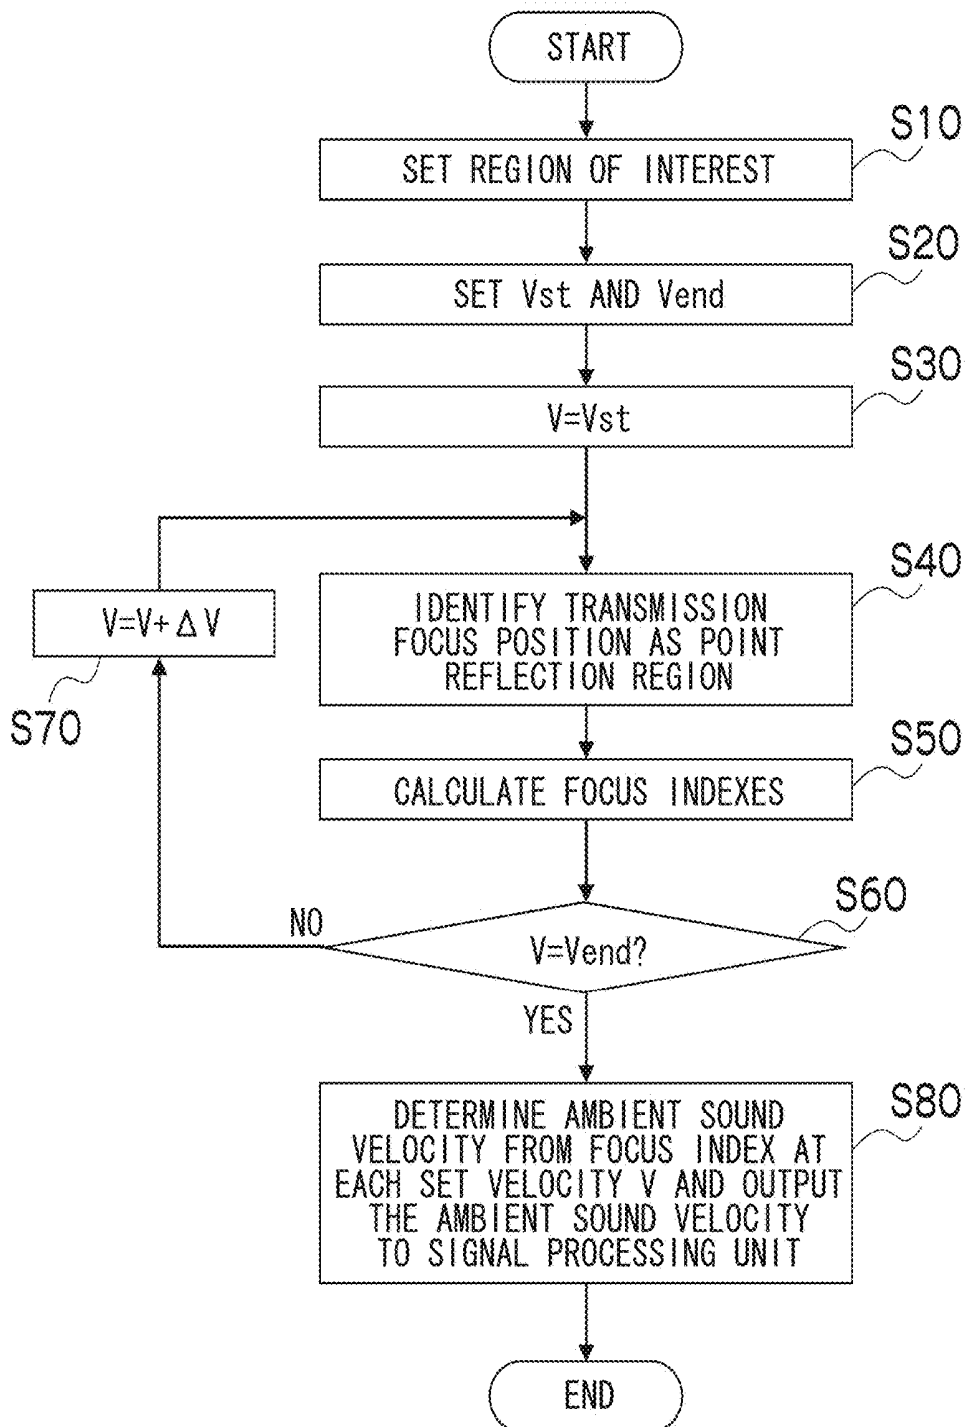 START
S10
SET REGION OF INTEREST
S20
SET Vst AND Vend
S30
V=Vst
S40
IDENTIFY TRANSMISSION
FOCUS POSITION AS POINT
REFLECTION REGION
V=V+ΔV
S70
S50
CALCULATE FOCUS INDEXES
S60
NO
V=Vend?
YES
S80
DETERMINE AMBIENT SOUND
VELOCITY FROM FOCUS INDEX AT
EACH SET VELOCITY V AND OUTPUT
THE AMBIENT SOUND VELOCITY
TO SIGNAL PROCESSING UNIT
END